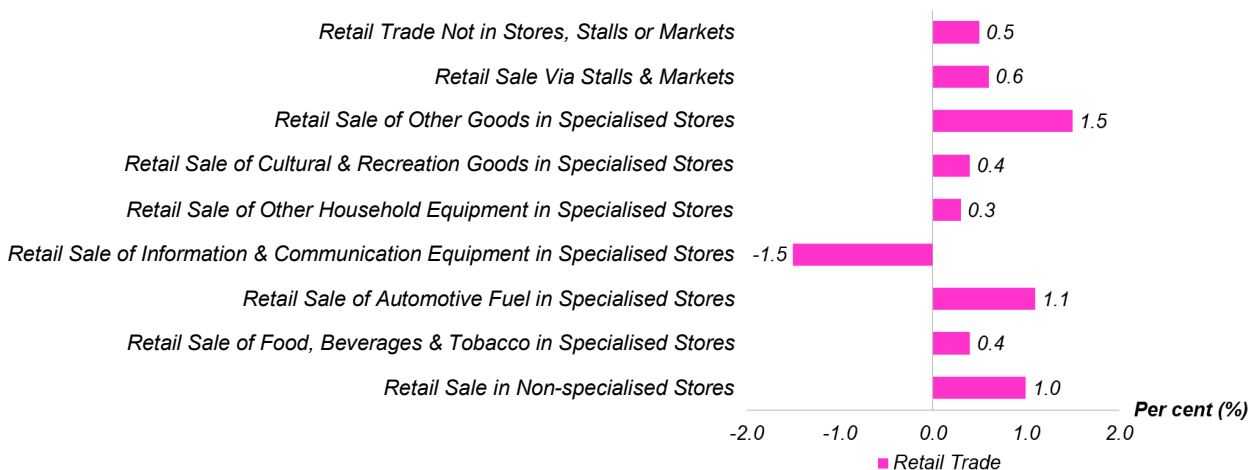 Retail Trade Not in Stores, Stalls or Markets 0.5
Retail Sale Via Stalls & Markets 0.6
Retail Sale of Other Goods in Specialised Stores 1.5
Retail Sale of Cultural & Recreation Goods in Specialised Stores 0.4
Retail Sale of Other Household Equipment in Specialised Stores 0.3
Retail Sale of Information & Communication Equipment in Specialised Stores -1.5
Retail Sale of Automotive Fuel in Specialised Stores 1.1
Retail Sale of Food, Beverages & Tobacco in Specialised Stores 0.4
Retail Sale in Non-specialised Stores 1.0
Per cent (%)
-2.0 -1.0 0.0 1.0 2.0
Retail Trade